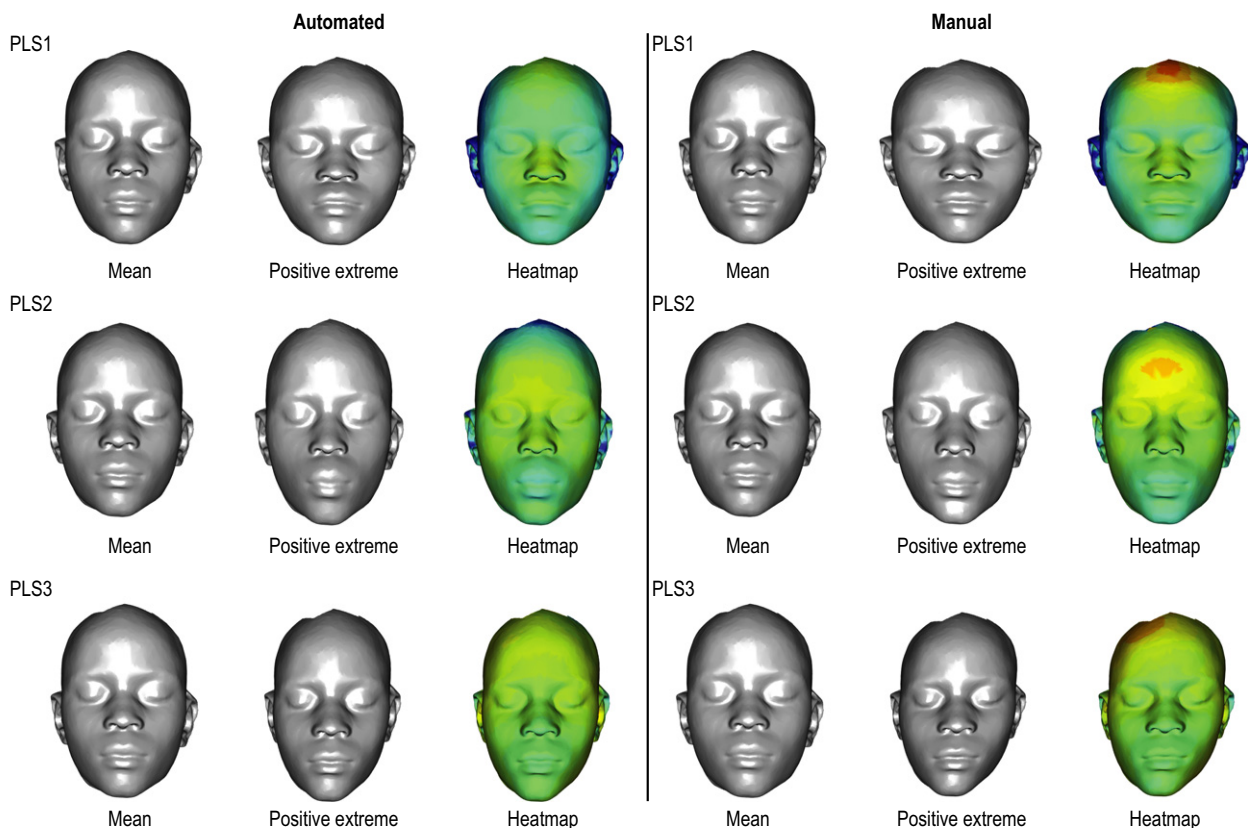 Automated
Manual
PLS1
PLS1
Mean
Positive extreme
Heatmap
Mean
Positive extreme
Heatmap
PLS2
PLS2
Mean
Positive extreme
Heatmap
Mean
Positive extreme
Heatmap
PLS3
PLS3
Mean
Positive extreme
Heatmap
Mean
Positive extreme
Heatmap